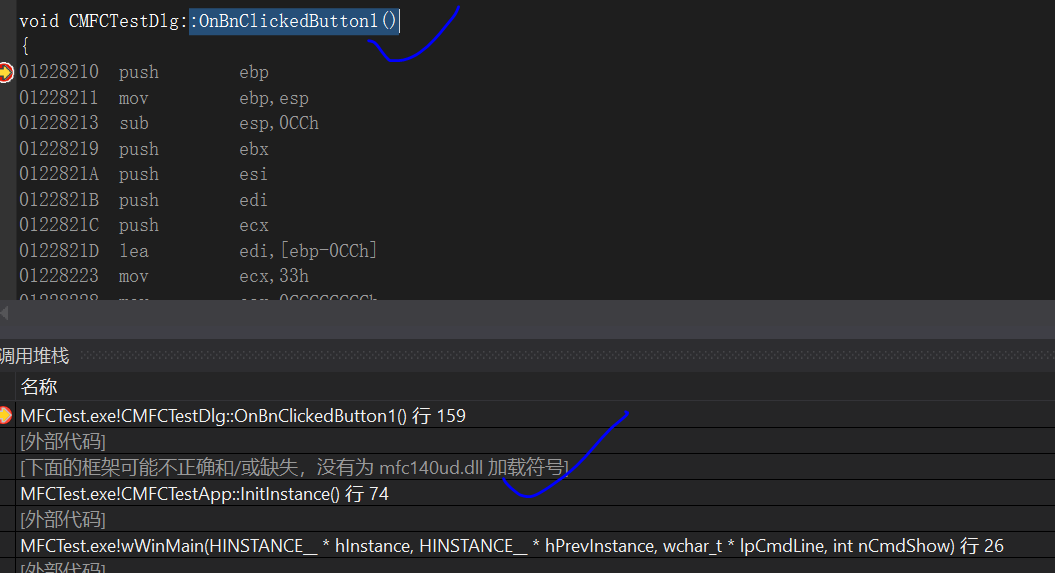 void CMFCTestDlg::OnBnClickedButton1()
{
01228210 push ebp
01228211 mov ebp,esp
01228213 sub esp,0CCh
01228219 push ebx
0122821A push esi
0122821B push edi
0122821C push ecx
0122821D lea edi,[ebp-0CCh]
01228223 mov ecx,33h
调用堆栈
名称
MFCTest.exe!CMFCTestDlg::OnBnClickedButton1() 行 159
[外部代码]
[下面的框架可能不正确和/或缺失，没有为 mfc140ud.dll 加载符号]
MFCTest.exe!CMFCTestApp::InitInstance() 行 74
[外部代码]
MFCTest.exe!wWinMain(HINSTANCE__ * hInstance, HINSTANCE__ * hPrevInstance, wchar_t * lpCmdLine, int nCmdShow) 行 26
[外部代码]